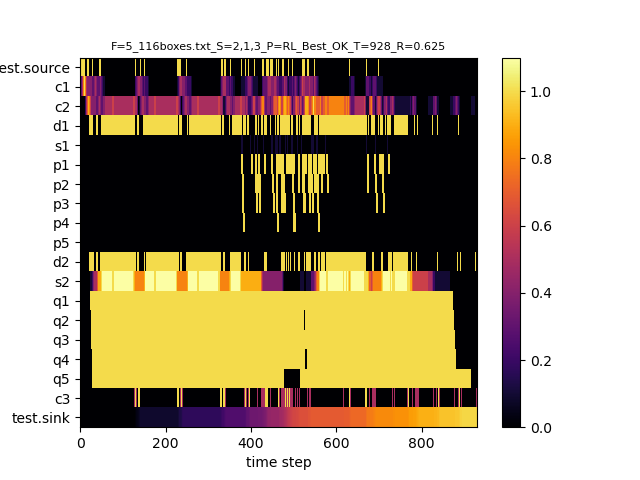 F=5_116boxes.txt_S=2,1,3_P=RL_Best_OK_T=928_R=0.625
est.source
c1
c2
d1
s1
p1
p2
p3
p4
p5
d2
s2
q1
q2
q3
q4
q5
c3
test.sink
0 200 400 600 800
time step
1.0
0.8
0.6
0.4
0.2
0.0